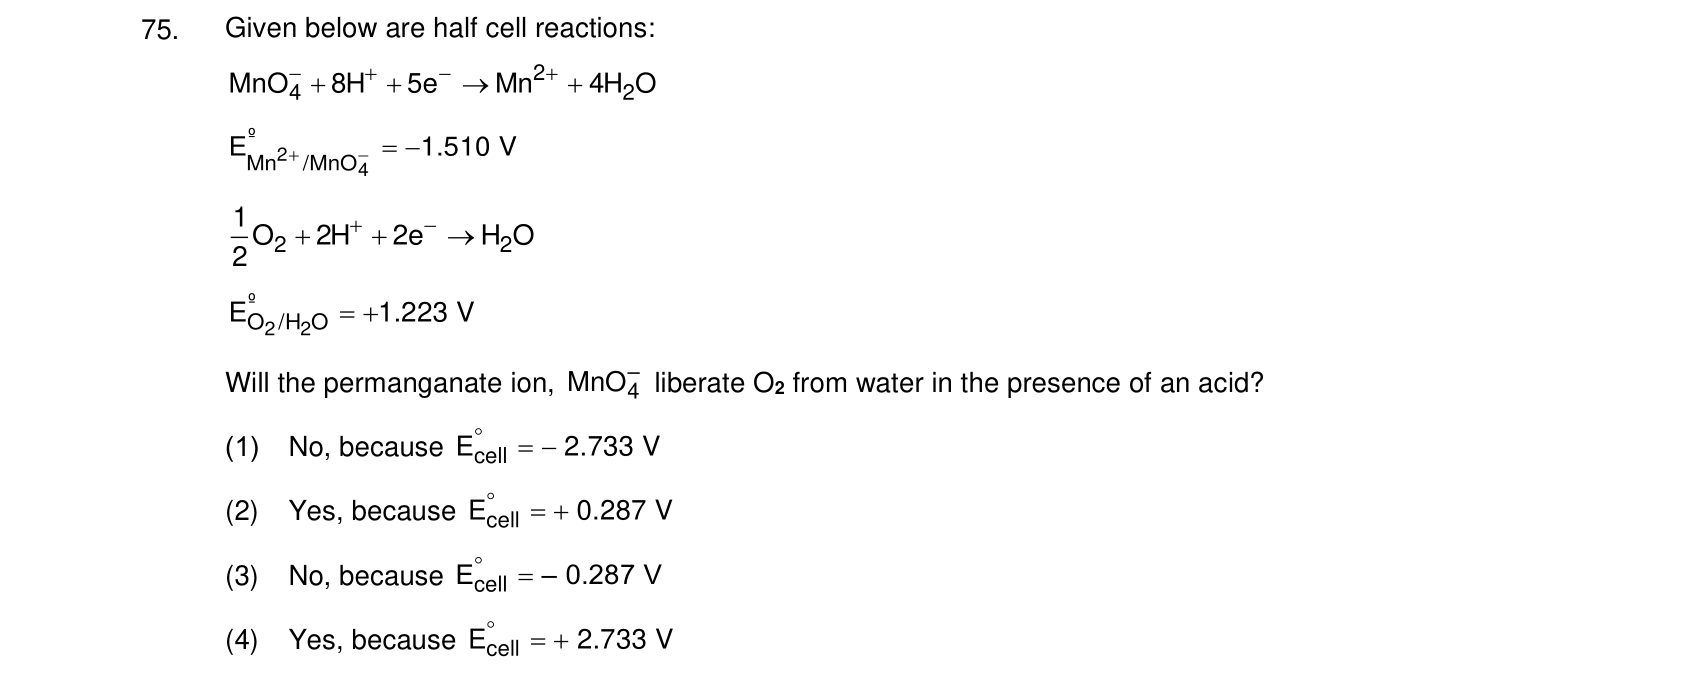 75. Given below are half cell reactions:
MnO₄⁻ + 8H⁺ + 5e⁻ → Mn²⁺ + 4H₂O
E°Mn²⁺/MnO₄⁻ = −1.510 V
1/2 O₂ + 2H⁺ + 2e⁻ → H₂O
E°O₂/H₂O = +1.223 V
Will the permanganate ion, MnO₄⁻ liberate O₂ from water in the presence of an acid?
(1) No, because E°cell = − 2.733 V
(2) Yes, because E°cell = + 0.287 V
(3) No, because E°cell = − 0.287 V
(4) Yes, because E°cell = + 2.733 V